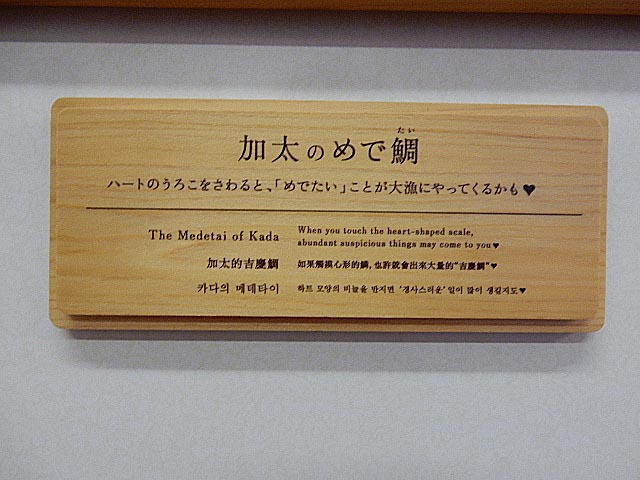 たい
加太のめで鯛
ハートのうろこをさわると、「めでたい」ことが大漁にやってくるかも♥
The Medetai of Kada
When you touch the heart-shaped scale,
abundant suspicious things may come to you♥
加太的吉慶鯛
如果觸摸心形的鱗，也許就會出來大量的“吉慶鯛”♥
카다의 메데타이
하트 모양의 비늘을 만지면 '경사스러운' 일이 많이 생길지도♥